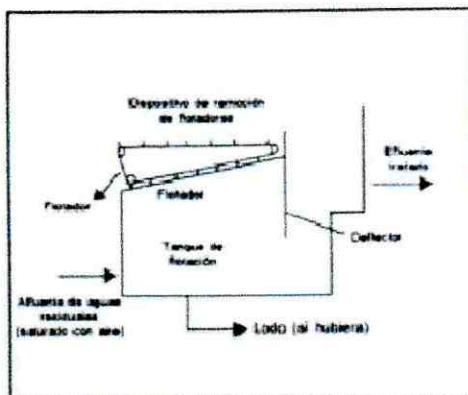 Dispositivo de remoción
de flotadores
Flotador
Flotador
Efluente
tratado
Deflector
Tanque de
flotación
Afluente de aguas
residuales
(saturado con aire)
Lodo (si hubiera)